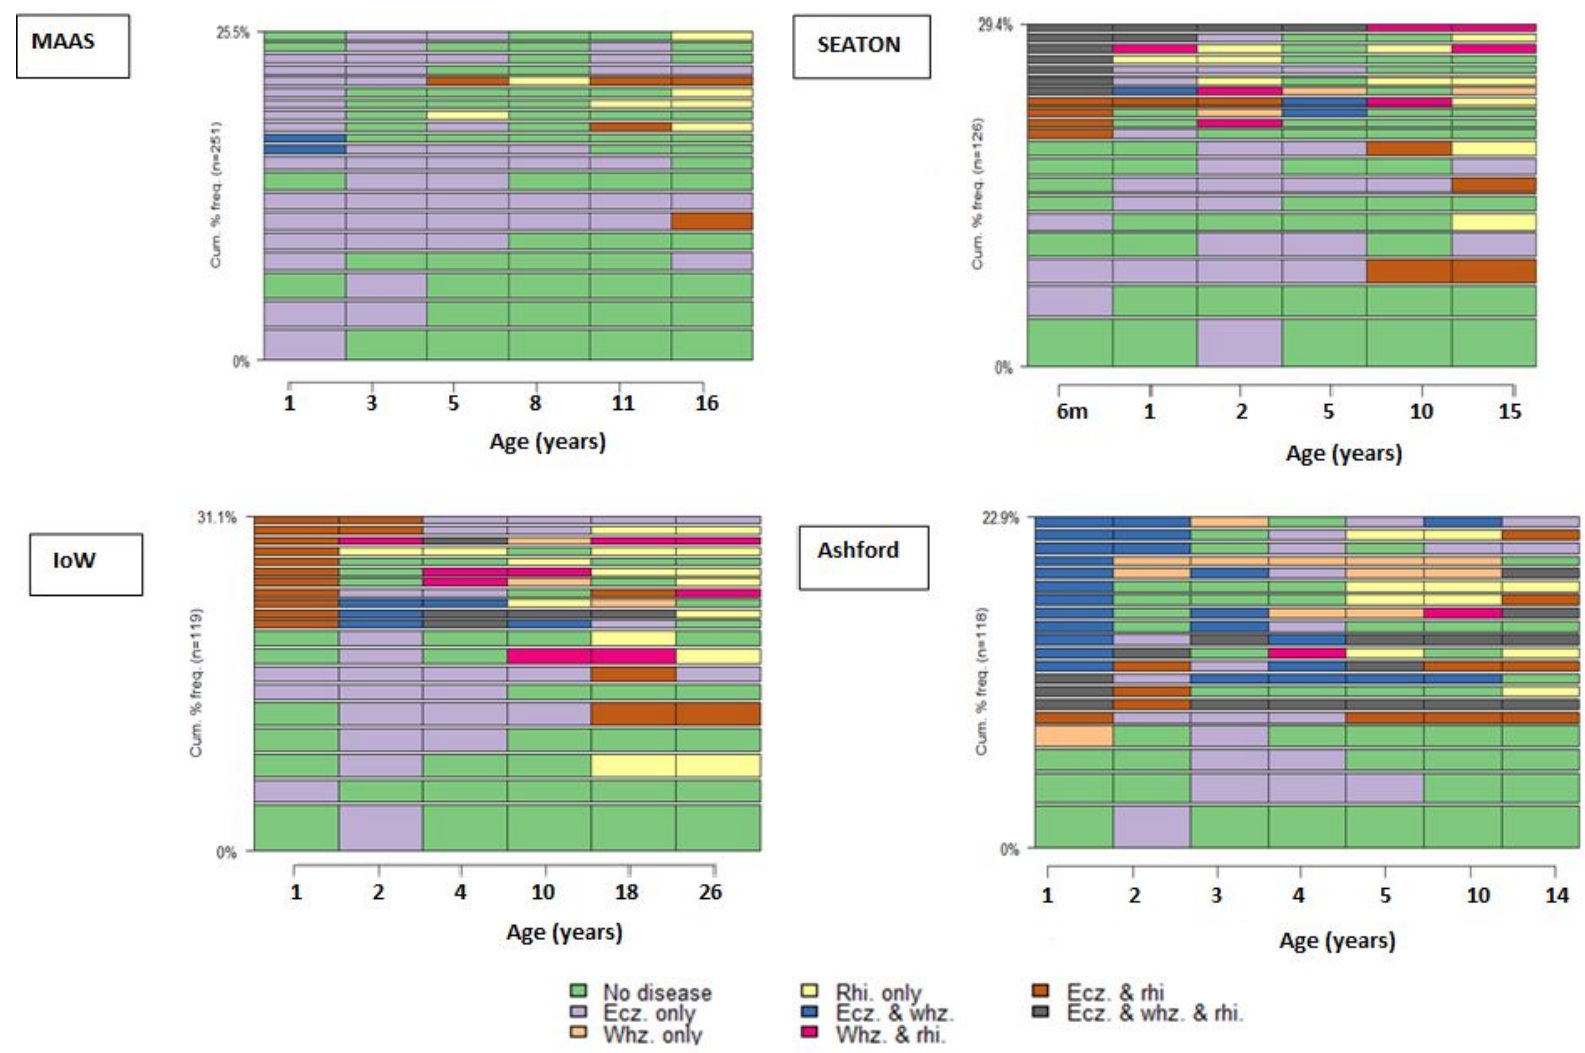 MAAS
25.5%
Cum. % freq. (n=251)
0%
1 3 5 8 11 16
Age (years)
SEATON
29.4%
Cum. % freq. (n=126)
0%
6m 1 2 5 10 15
Age (years)
IoW
31.1%
Cum. % freq. (n=119)
0%
1 2 4 10 18 26
Age (years)
Ashford
22.9%
Cum. % freq. (n=118)
0%
1 2 3 4 5 10 14
Age (years)
No disease
Ecz. only
Whz. only
Rhi. only
Ecz. & whz.
Whz. & rhi.
Ecz. & rhi
Ecz. & whz. & rhi.